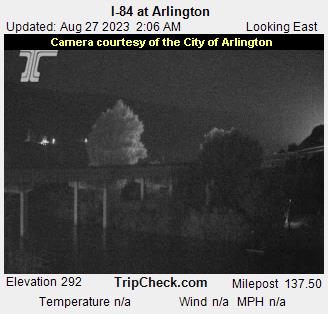 I-84 at Arlington
Updated: Aug 27 2023 2:06 AM Looking East
Camera courtesy of the City of Arlington
Elevation 292 TripCheck.com Milepost 137.50
Temperature n/a Wind n/a MPH n/a